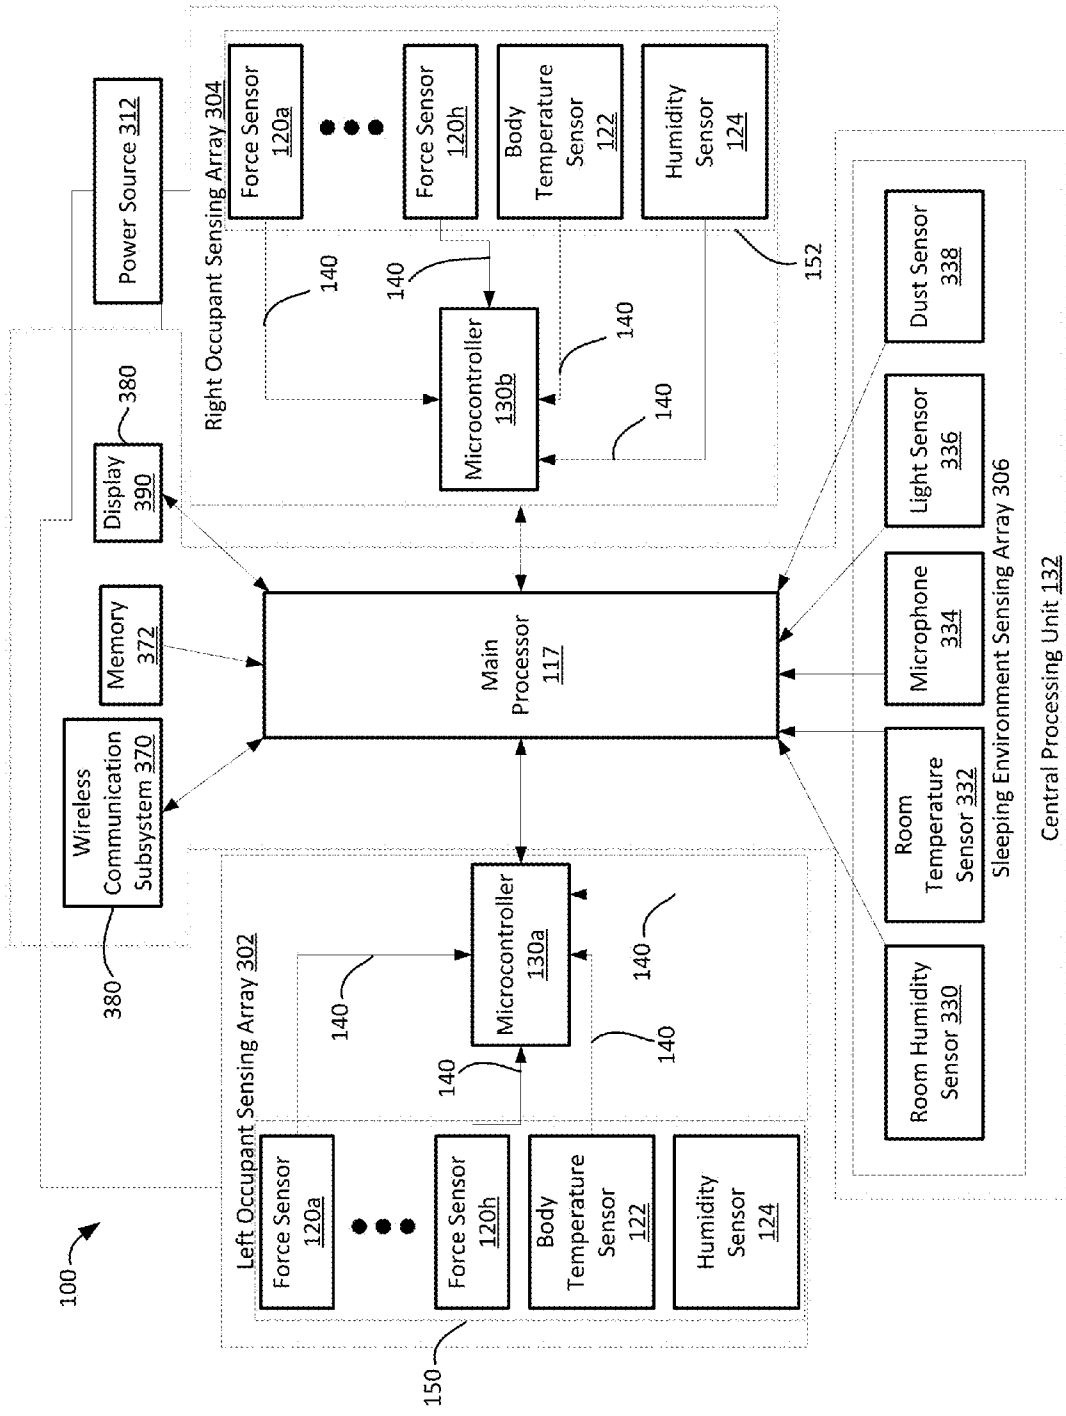 100
380
Wireless
Communication
Subsystem 370
Memory
372
Display
390
380
Power Source 312
Left Occupant Sensing Array 302
Force Sensor
120a
Force Sensor
120h
Body
Temperature
Sensor
122
Humidity
Sensor
124
150
140
140
140
140
Microcontroller
130a
Main
Processor
117
Right Occupant Sensing Array 304
Force Sensor
120a
Force Sensor
120h
Body
Temperature
Sensor
122
Humidity
Sensor
124
152
140
140
140
140
Microcontroller
130b
Room Humidity
Sensor 330
Room
Temperature
Sensor 332
Microphone
334
Light Sensor
336
Dust Sensor
338
Sleeping Environment Sensing Array 306
Central Processing Unit 132